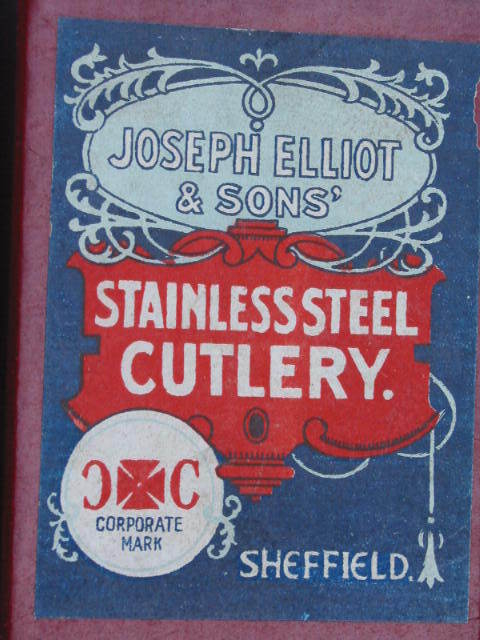 JOSEPH ELLIOT
& SONS'
STAINLESS STEEL
CUTLERY.
Ɔ✠C
CORPORATE
MARK
SHEFFIELD.